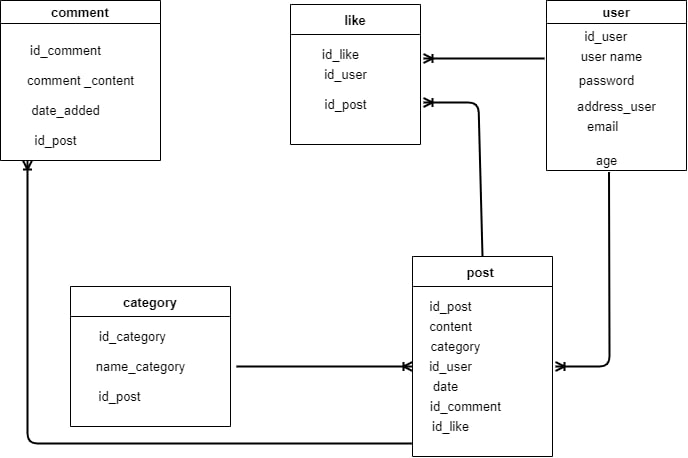 comment
id_comment
comment _content
date_added
id_post
like
id_like
id_user
id_post
user
id_user
user name
password
address_user
email
age
category
id_category
name_category
id_post
post
id_post
content
category
id_user
date
id_comment
id_like